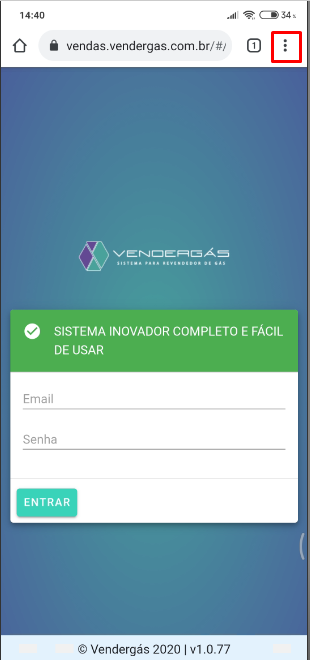 14:40 34%
vendas.vendergas.com.br/#/ 1
VENDERGÁS
SISTEMA PARA REVENDEDOR DE GÁS
SISTEMA INOVADOR COMPLETO E FÁCIL
DE USAR
Email
Senha
ENTRAR
© Vendergás 2020 | v1.0.77